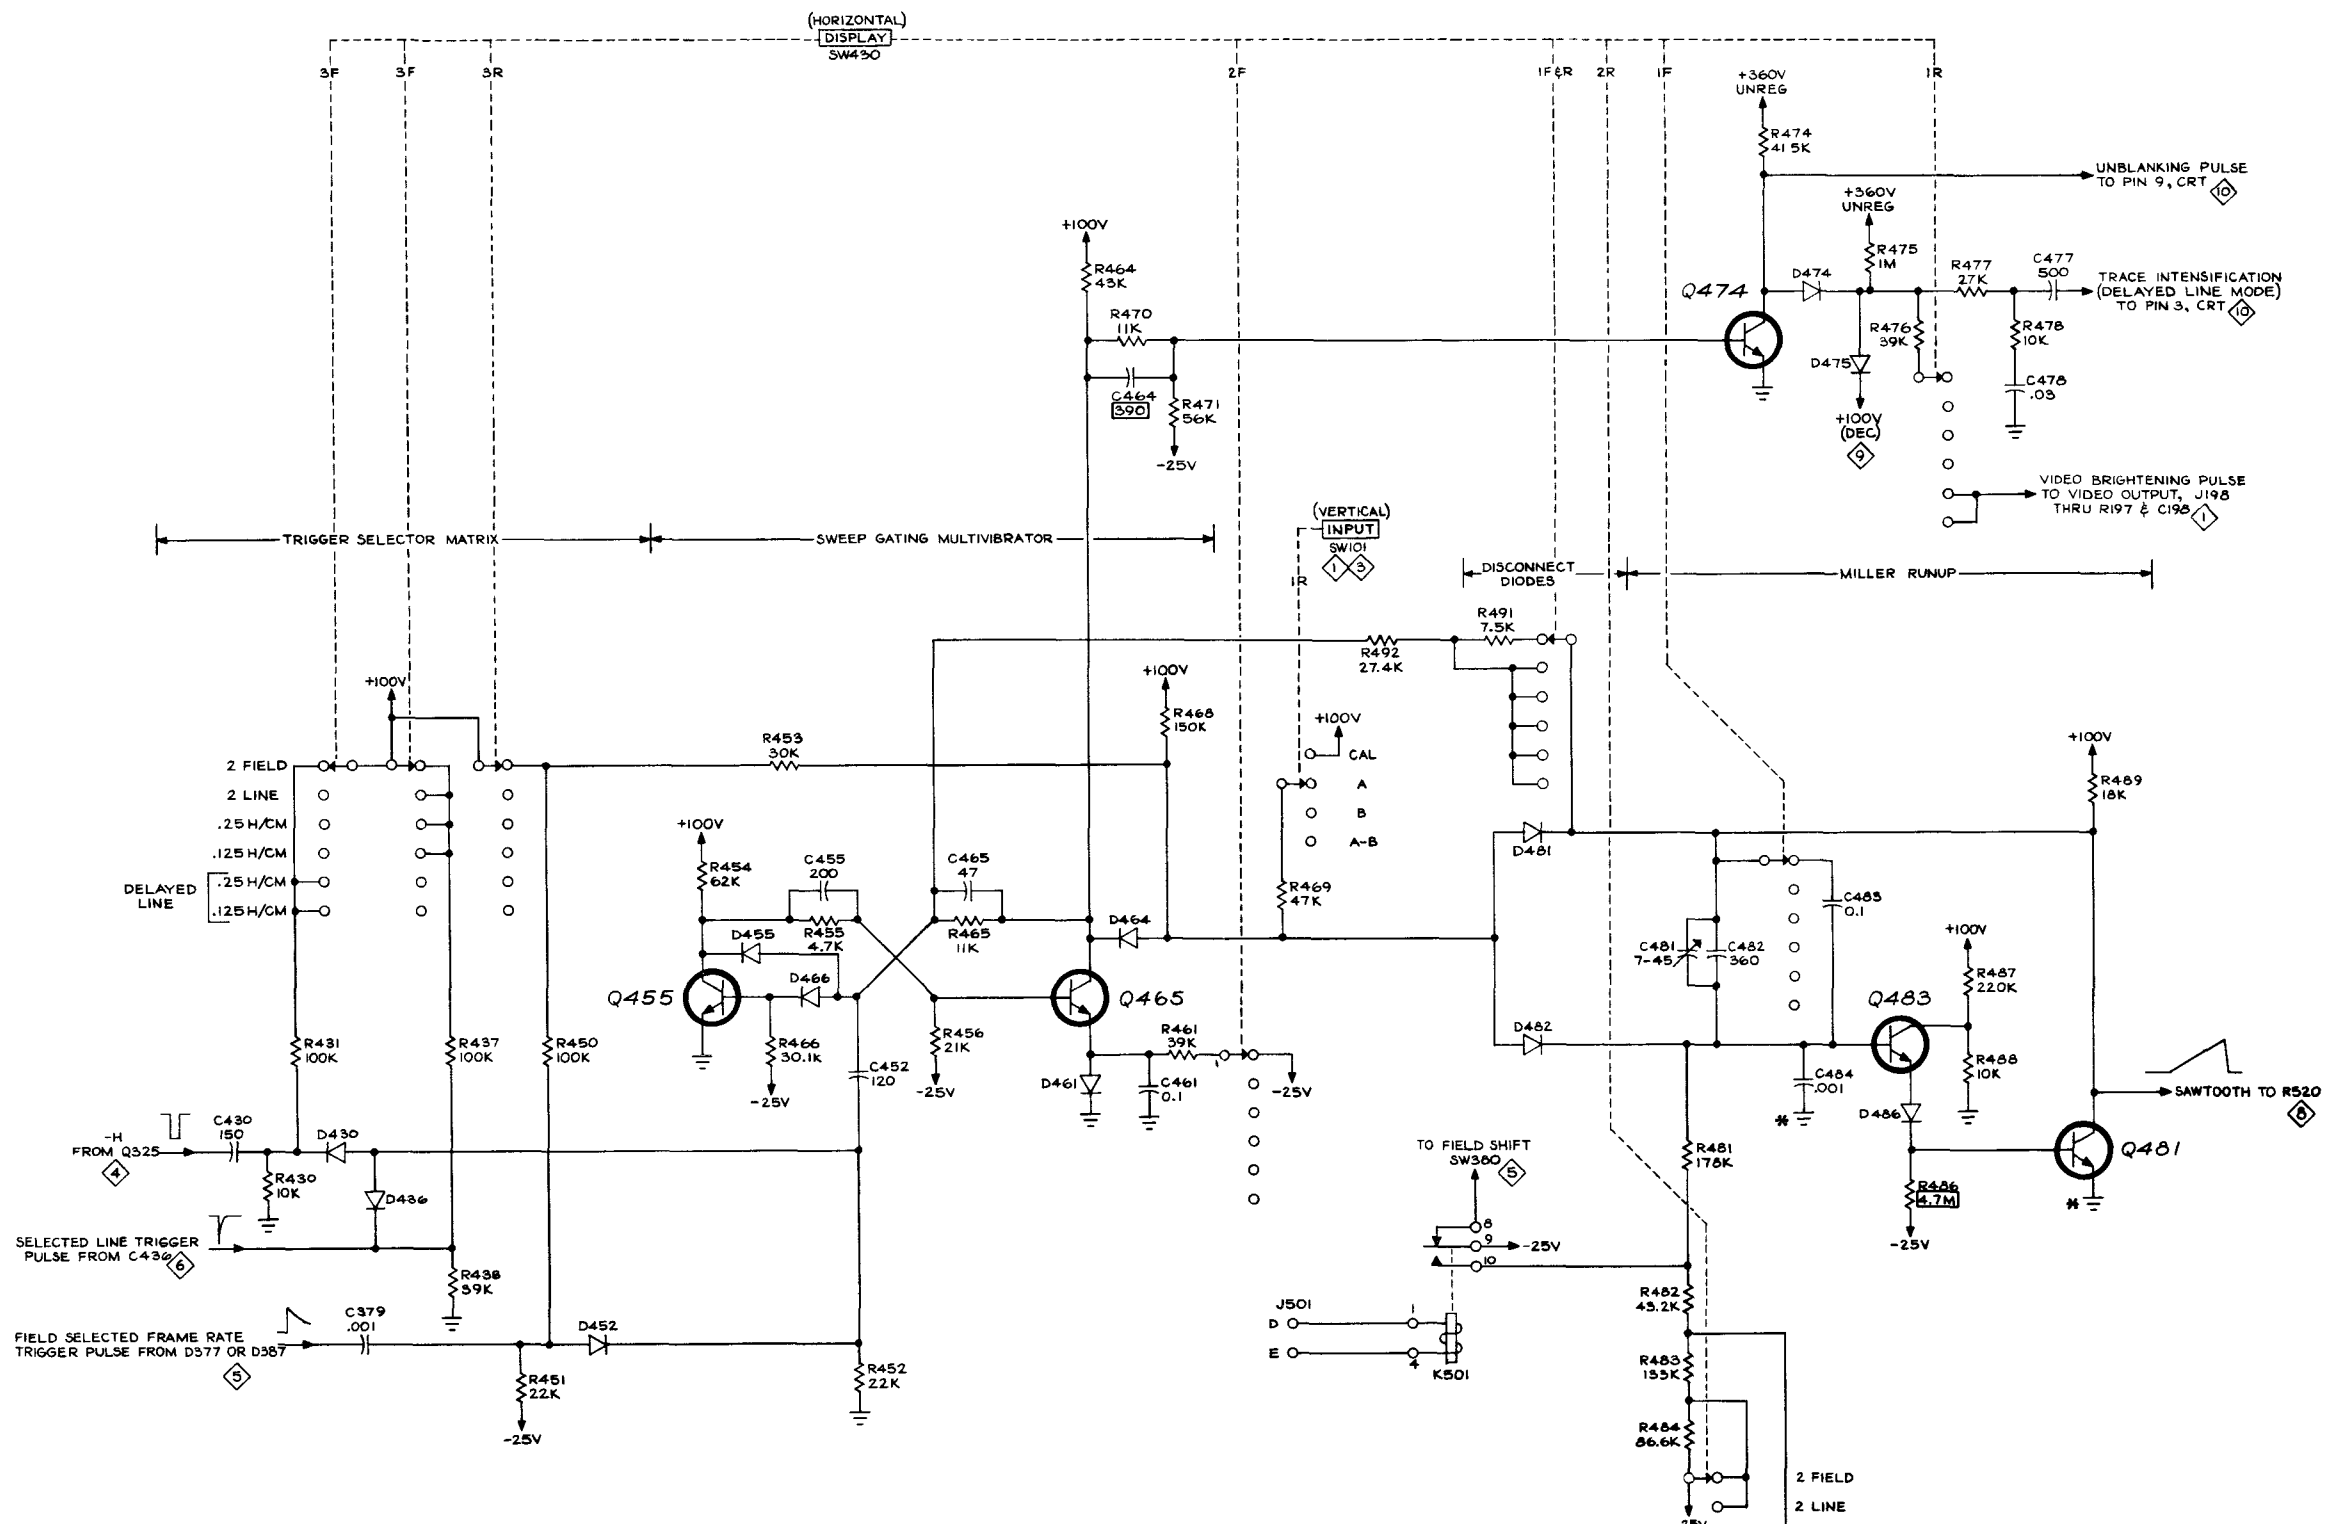 (HORIZONTAL)
DISPLAY
SW430
3F
3F
3R
2F
1F&R
2R
1F
1R
+360V
UNREG
R474
41.5K
UNBLANKING PULSE
TO PIN 9, CRT 10
+360V
UNREG
R475
1M
+100V
R464
43K
Q474
D474
R477
27K
C477
500
TRACE INTENSIFICATION
(DELAYED LINE MODE)
TO PIN 3, CRT 10
R470
11K
R476
39K
R478
10K
D475
C464
390
R471
56K
C478
.03
+100V
(DEC)
9
-25V
VIDEO BRIGHTENING PULSE
TO VIDEO OUTPUT, J198
THRU R197 & C198 1
(VERTICAL)
INPUT
SW101
1 3
1R
TRIGGER SELECTOR MATRIX
SWEEP GATING MULTIVIBRATOR
DISCONNECT
DIODES
MILLER RUNUP
R491
7.5K
R492
27.4K
+100V
+100V
R468
150K
+100V
CAL
A
B
A-B
+100V
R489
18K
R453
30K
2 FIELD
2 LINE
.25 H/CM
.125 H/CM
DELAYED
LINE
.25 H/CM
.125 H/CM
+100V
R454
62K
C455
200
C465
47
R469
47K
D481
C483
0.1
D455
R455
4.7K
R465
11K
D464
C481
7-45
C482
360
+100V
D466
Q455
Q465
Q483
R487
220K
R431
100K
R437
100K
R450
100K
R466
30.1K
R456
21K
R461
39K
D482
C452
120
D461
C461
0.1
-25V
-25V
-25V
C484
.001
*
R488
10K
D486
SAWTOOTH TO R520
8
-H
FROM Q325
4
C430
150
D430
R430
10K
D436
TO FIELD SHIFT
SW380 5
R481
178K
Q481
*
R486
4.7M
-25V
SELECTED LINE TRIGGER
PULSE FROM C436 6
8
9
-25V
10
R438
39K
R482
43.2K
J501
D
1
E
4
K501
FIELD SELECTED FRAME RATE
TRIGGER PULSE FROM D377 OR D387
5
C379
.001
D452
R451
22K
-25V
R452
22K
R483
133K
R484
86.6K
2 FIELD
2 LINE